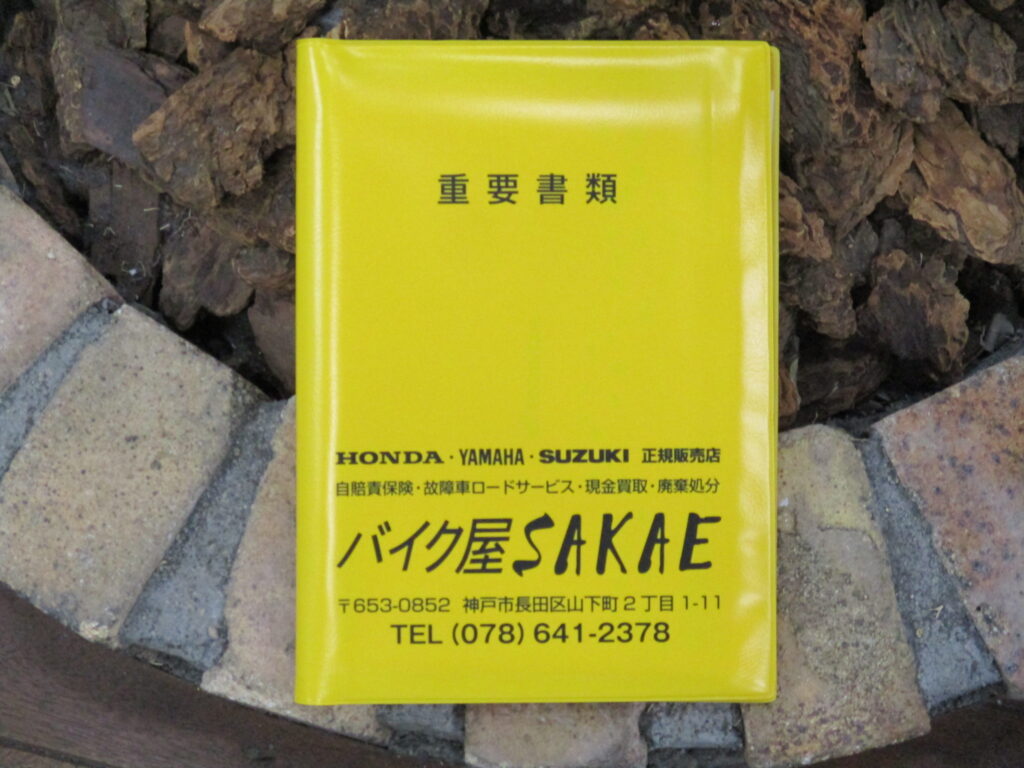 重要書類
HONDA・YAMAHA・SUZUKI 正規販売店
自賠責保険・故障車ロードサービス・現金買取・廃棄処分
バイク屋SAKAE
〒653-0852 神戸市長田区山下町2丁目1-11
TEL(078)641-2378